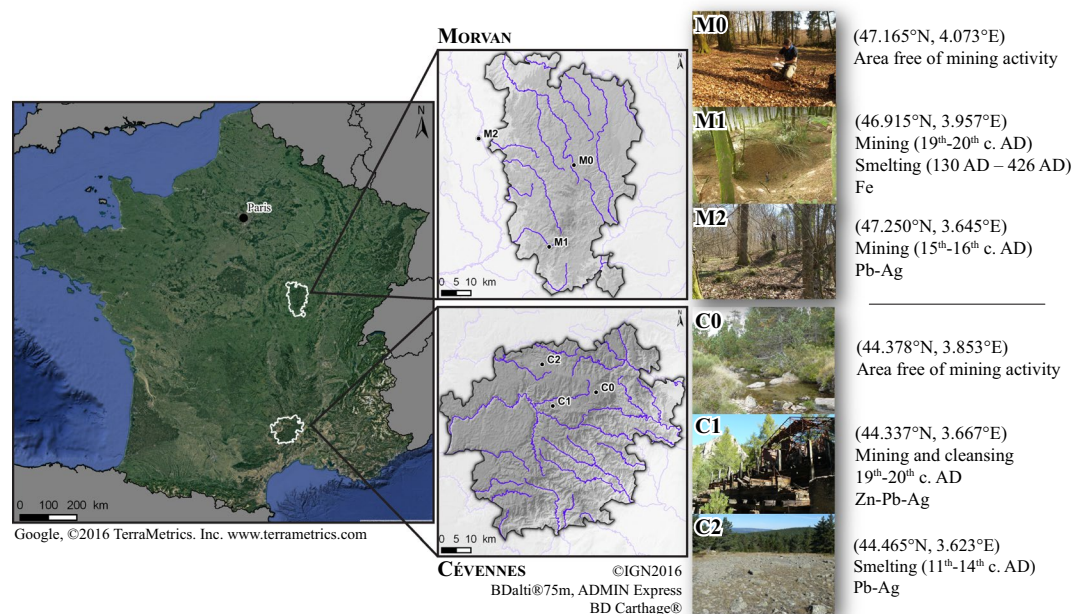 N
Paris
0 100 200 km
Google, ©2016 TerraMetrics. Inc. www.terrametrics.com
MORVAN
N
M2
M0
M1
0 5 10 km
N
C2
C0
C1
0 5 10 km
CÉVENNES
©IGN2016
BDalti®75m, ADMIN Express
BD Carthage®
M0
(47.165°N, 4.073°E)
Area free of mining activity
M1
(46.915°N, 3.957°E)
Mining (19th-20th c. AD)
Smelting (130 AD – 426 AD)
Fe
M2
(47.250°N, 3.645°E)
Mining (15th-16th c. AD)
Pb-Ag
C0
(44.378°N, 3.853°E)
Area free of mining activity
C1
(44.337°N, 3.667°E)
Mining and cleansing
19th-20th c. AD
Zn-Pb-Ag
C2
(44.465°N, 3.623°E)
Smelting (11th-14th c. AD)
Pb-Ag